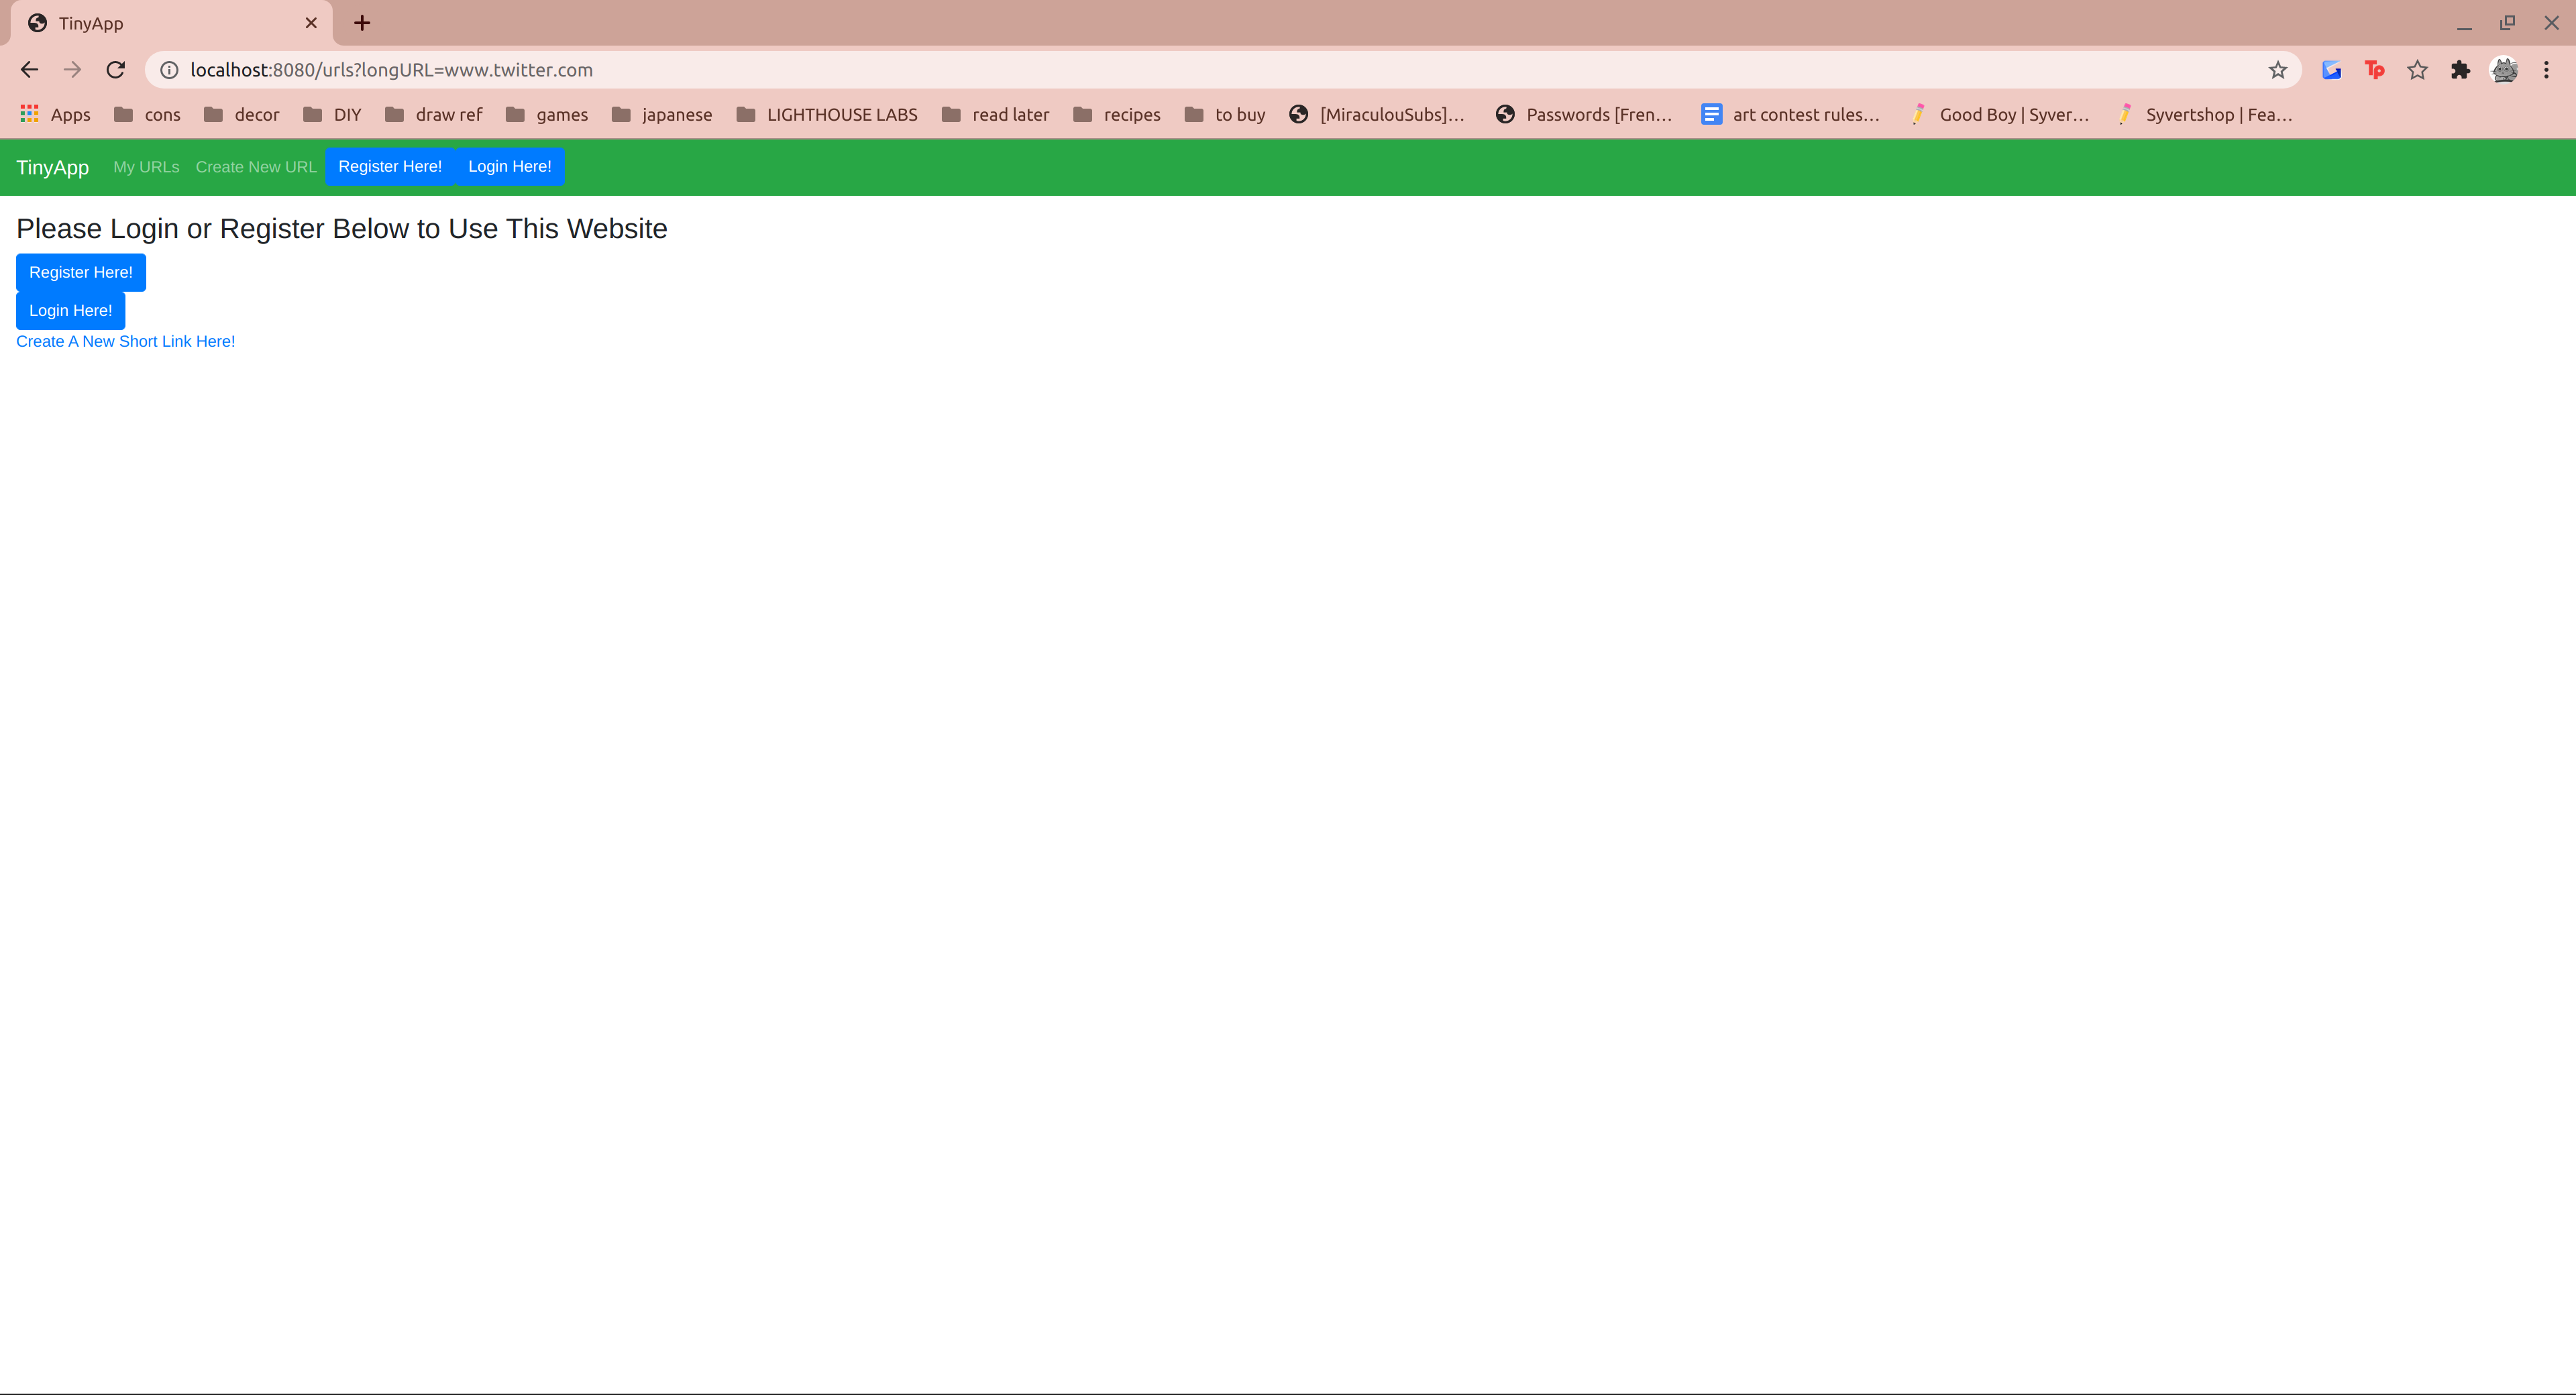 TinyApp
localhost:8080/urls?longURL=www.twitter.com
Tp
Apps cons decor DIY draw ref games japanese LIGHTHOUSE LABS read later recipes to buy [MiraculouSubs]... Passwords [Fren... art contest rules... Good Boy | Syver... Syvertshop | Fea...
TinyApp My URLs Create New URL Register Here! Login Here!
Please Login or Register Below to Use This Website
Register Here!
Login Here!
Create A New Short Link Here!